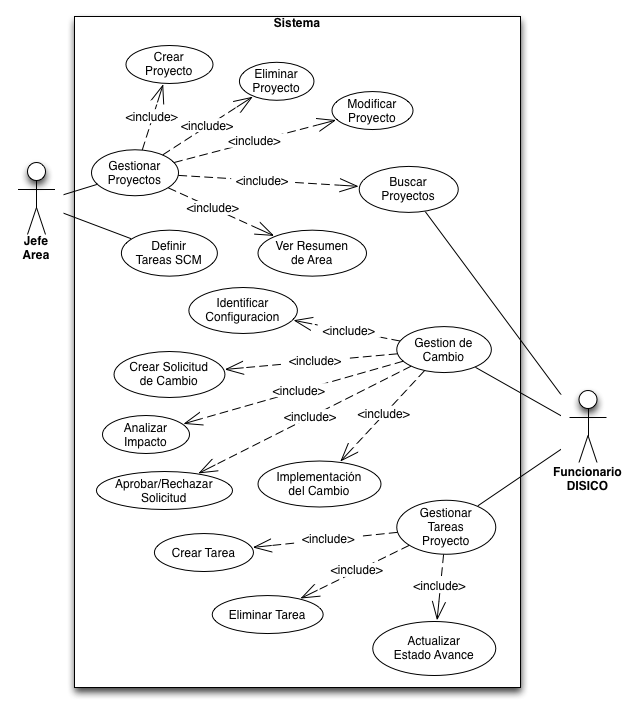 Sistema
Crear
Proyecto
Eliminar
Proyecto
Modificar
Proyecto
<include>
<include>
<include>
Gestionar
Proyectos
<include>
Buscar
Proyectos
<include>
Jefe
Area
Definir
Tareas SCM
Ver Resumen
de Area
Identificar
Configuracion
<include>
Gestion de
Cambio
Crear Solicitud
de Cambio
<include>
<include>
Analizar
Impacto
<include>
<include>
Funcionario
DISICO
Aprobar/Rechazar
Solicitud
Implementación
del Cambio
Gestionar
Tareas
Proyecto
Crear Tarea
<include>
<include>
<include>
Eliminar Tarea
Actualizar
Estado Avance